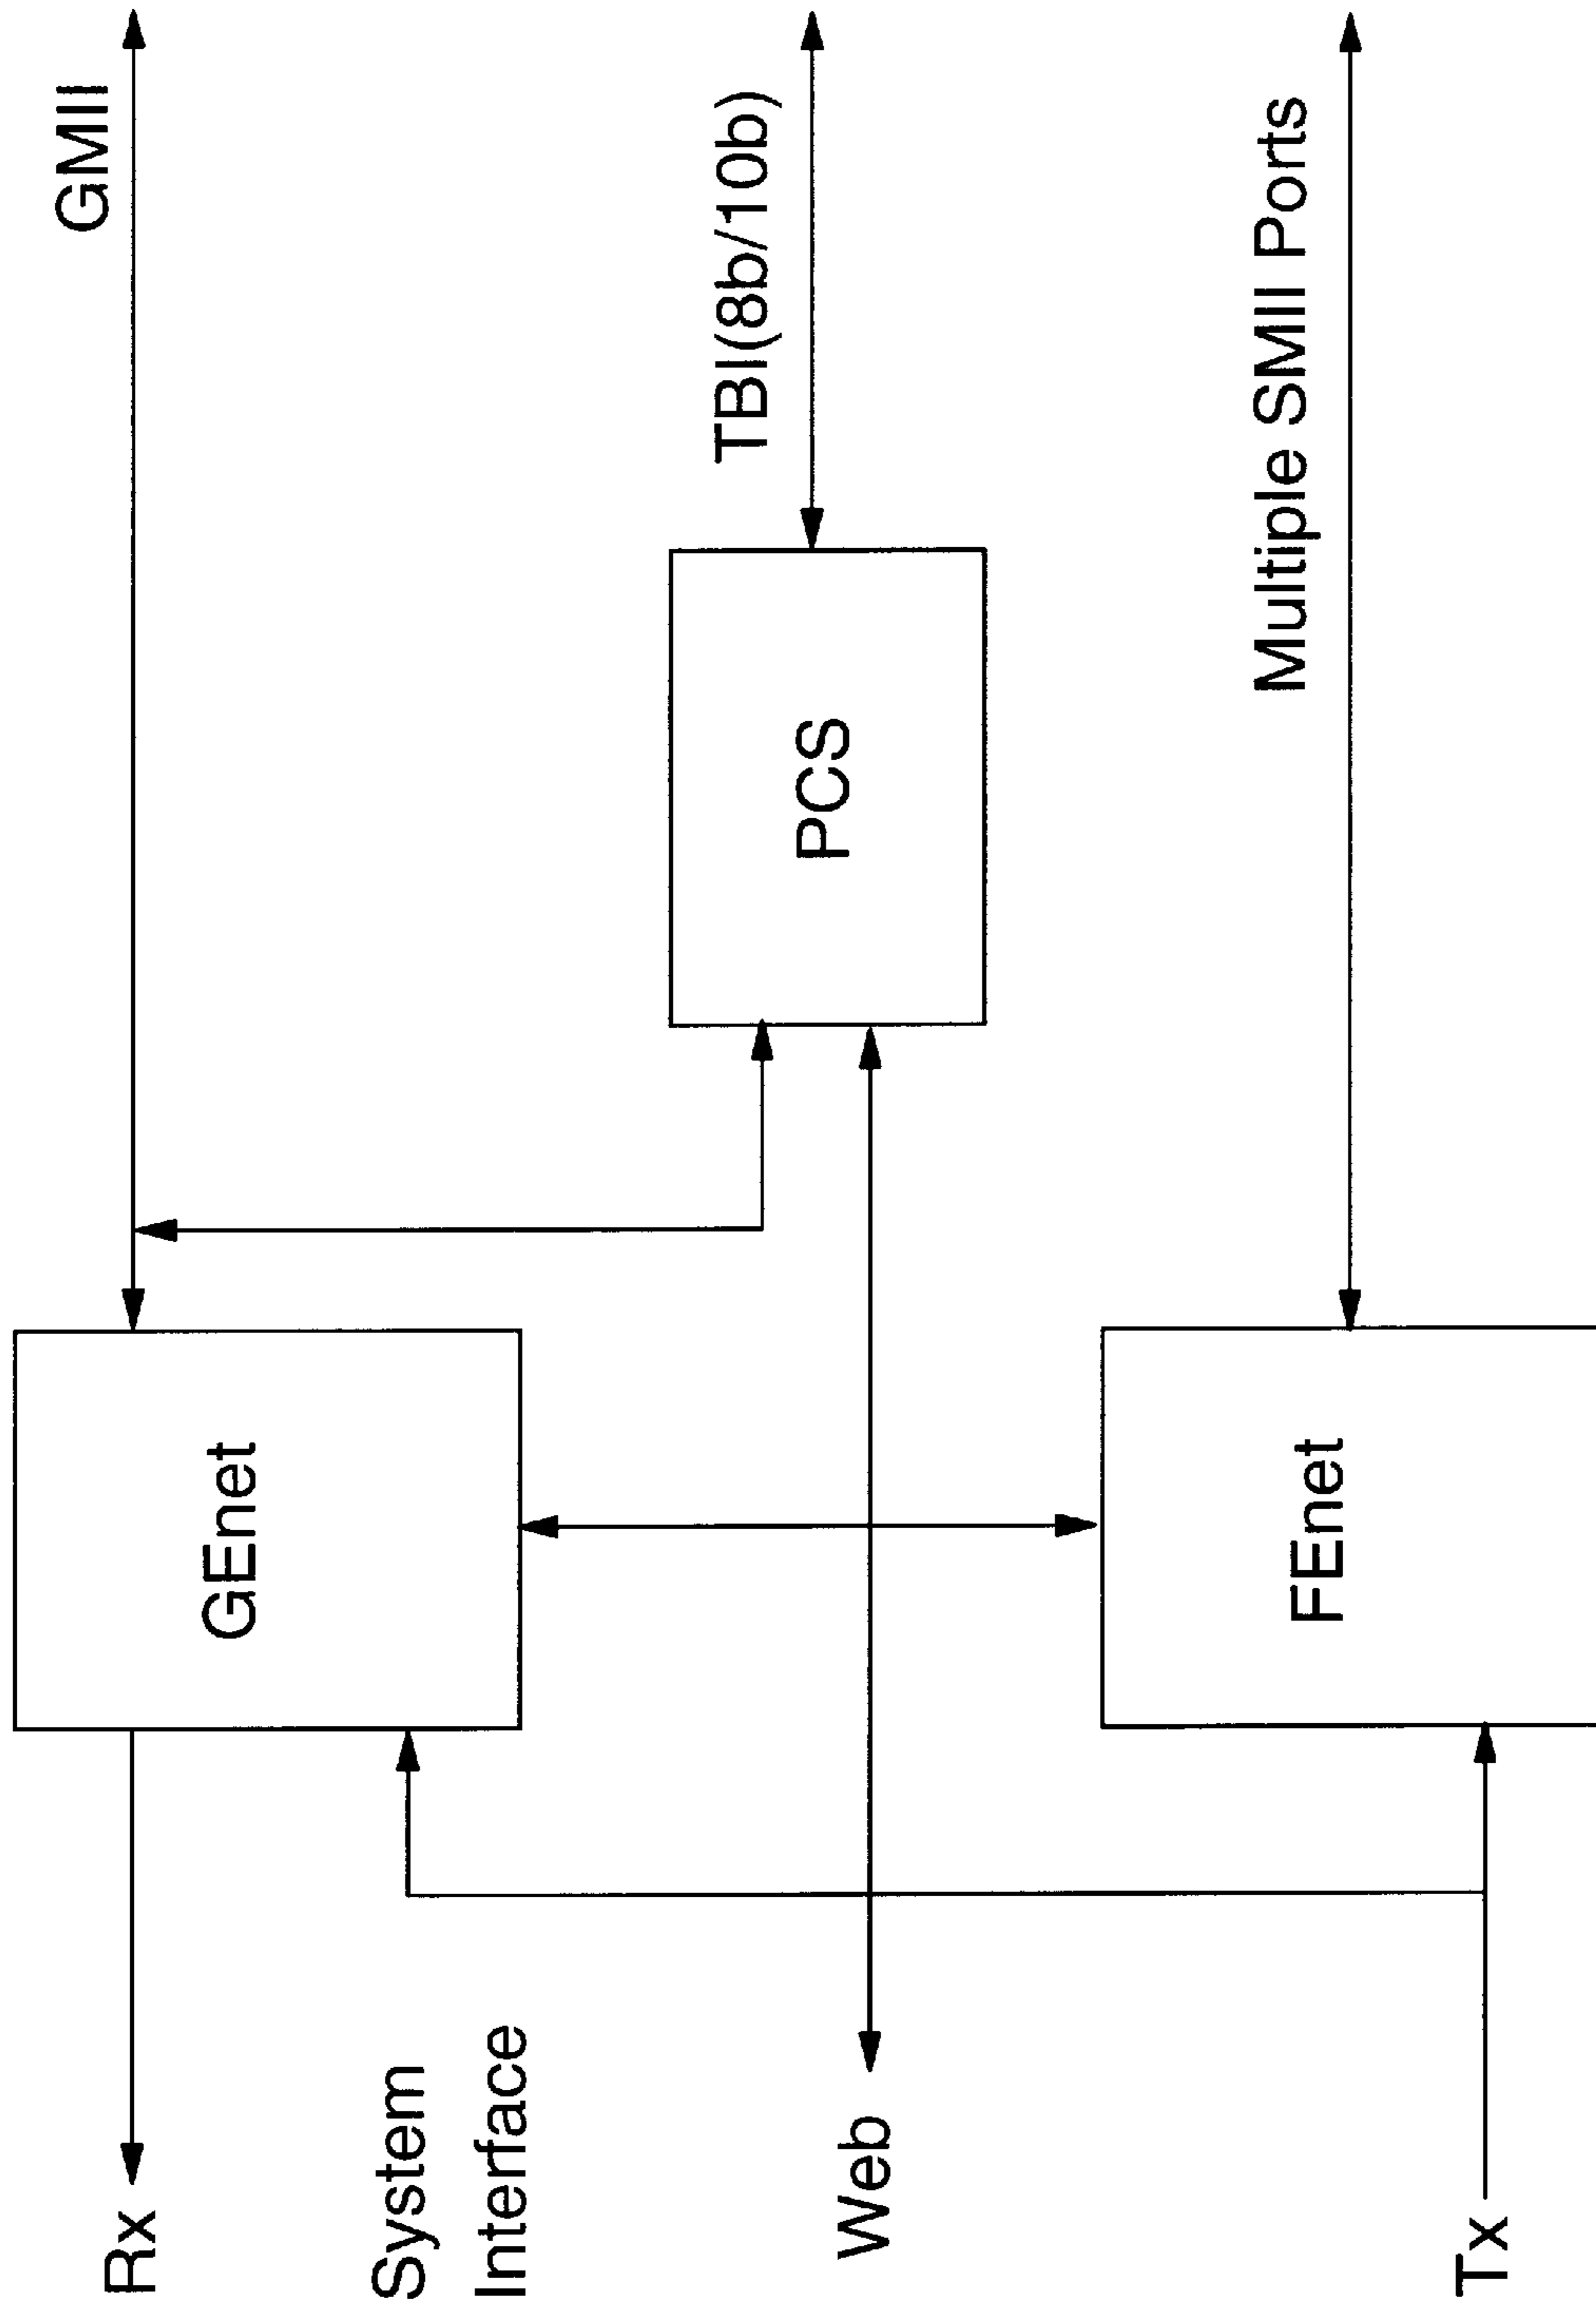 Rx
GEnet
GMII
System
Interface
TBI(8b/10b)
PCS
Web
Multiple SMII Ports
FEnet
Tx